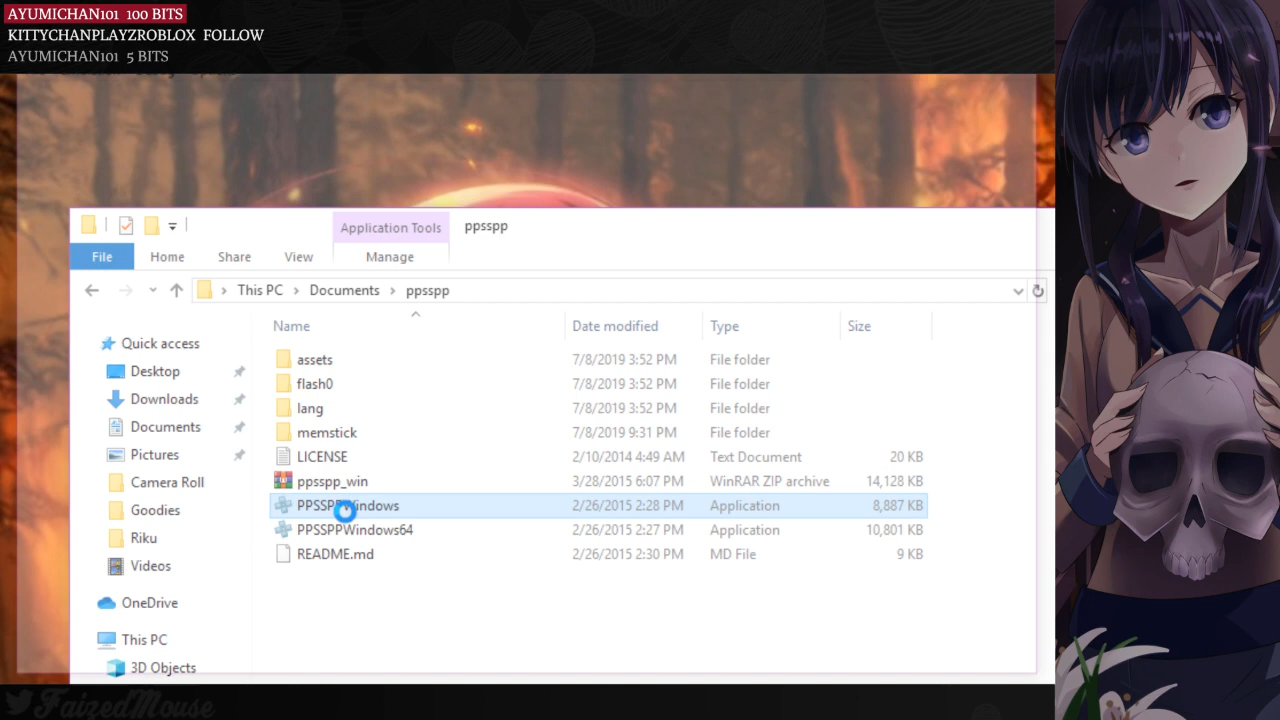 AYUMICHAN101 100 BITS
KITTYCHANPLAYZROBLOX FOLLOW
AYUMICHAN101 5 BITS
Application Tools ppsspp
File Home Share View Manage
This PC Documents ppsspp
Name Date modified Type Size
Quick access
Desktop
Downloads
Documents
Pictures
Camera Roll
Goodies
Riku
Videos
OneDrive
This PC
3D Objects
assets 7/8/2019 3:52 PM File folder
flash0 7/8/2019 3:52 PM File folder
lang 7/8/2019 3:52 PM File folder
memstick 7/8/2019 9:31 PM File folder
LICENSE 2/10/2014 4:49 AM Text Document 20 KB
ppsspp_win 3/28/2015 6:07 PM WinRAR ZIP archive 14,128 KB
PPSSPPWindows 2/26/2015 2:28 PM Application 8,887 KB
PPSSPPWindows64 2/26/2015 2:27 PM Application 10,801 KB
README.md 2/26/2015 2:30 PM MD File 9 KB
FaizedMouse